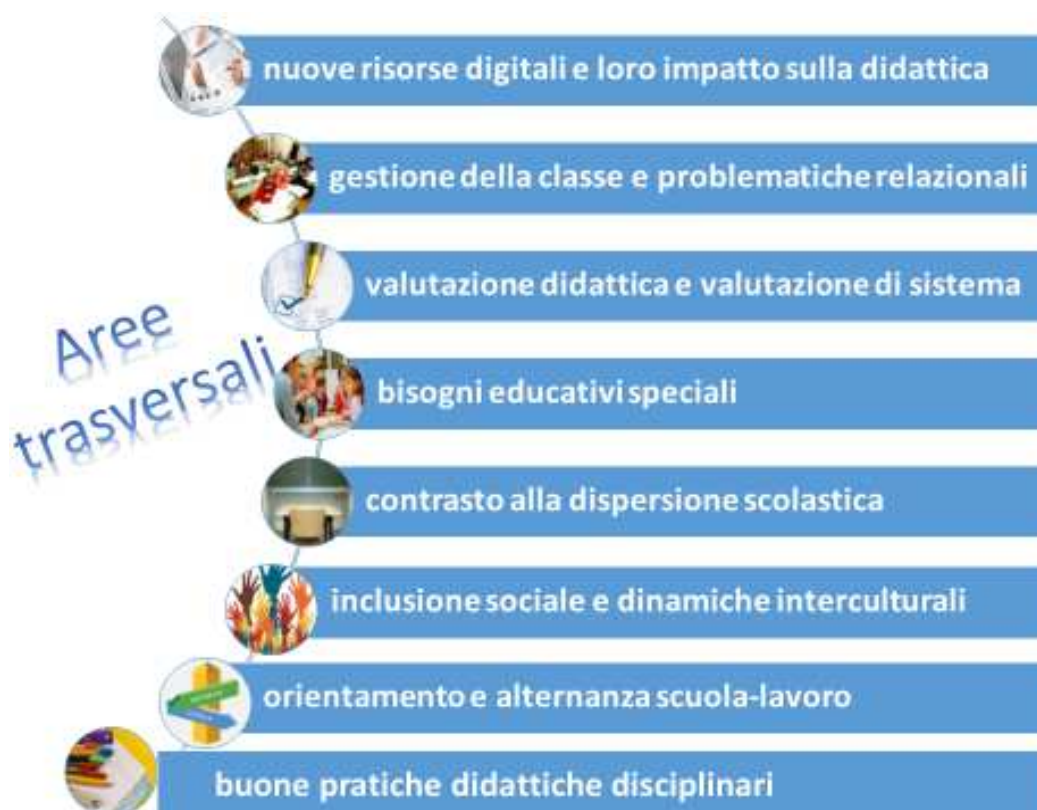 nuove risorse digitali e loro impatto sulla didattica
gestione della classe e problematiche relazionali
valutazione didattica e valutazione di sistema
Aree
trasversali
bisogni educativi speciali
contrasto alla dispersione scolastica
inclusione sociale e dinamiche interculturali
orientamento e alternanza scuola-lavoro
buone pratiche didattiche disciplinari